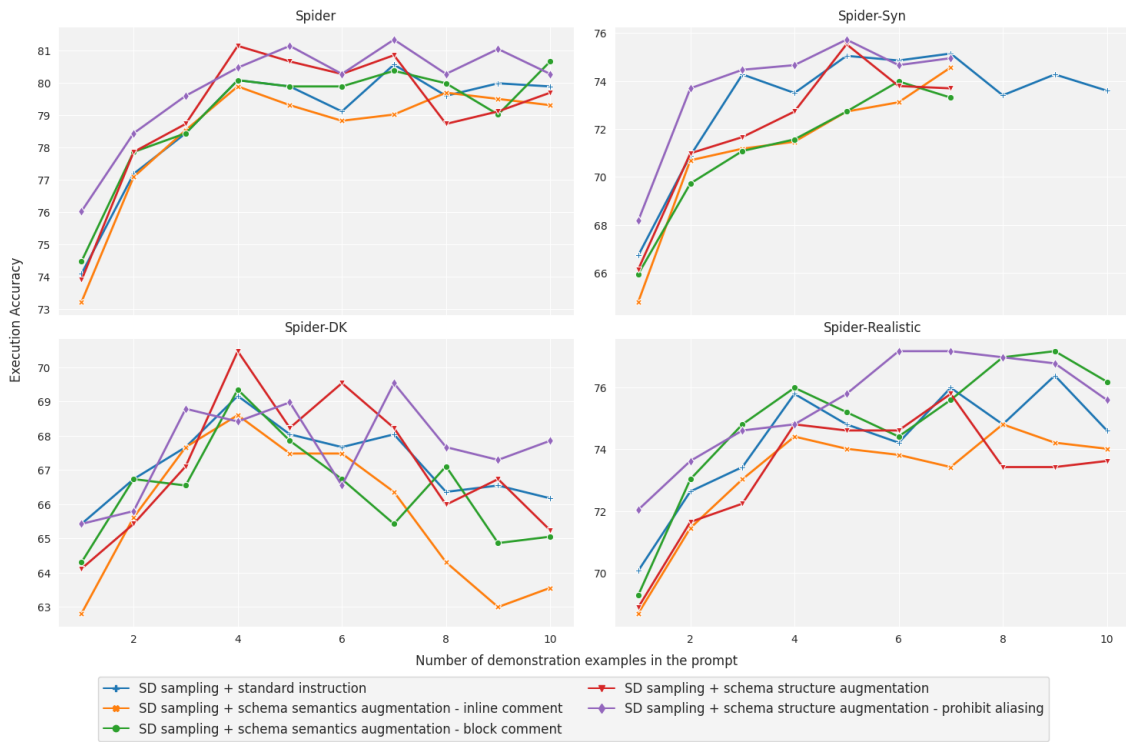 Spider
Spider-Syn
81
80
79
78
77
76
75
74
73
76
74
72
70
68
66
Execution Accuracy
Spider-DK
Spider-Realistic
70
69
68
67
66
65
64
63
76
74
72
70
2 4 6 8 10
2 4 6 8 10
Number of demonstration examples in the prompt
SD sampling + standard instruction
SD sampling + schema semantics augmentation - inline comment
SD sampling + schema semantics augmentation - block comment
SD sampling + schema structure augmentation
SD sampling + schema structure augmentation - prohibit aliasing